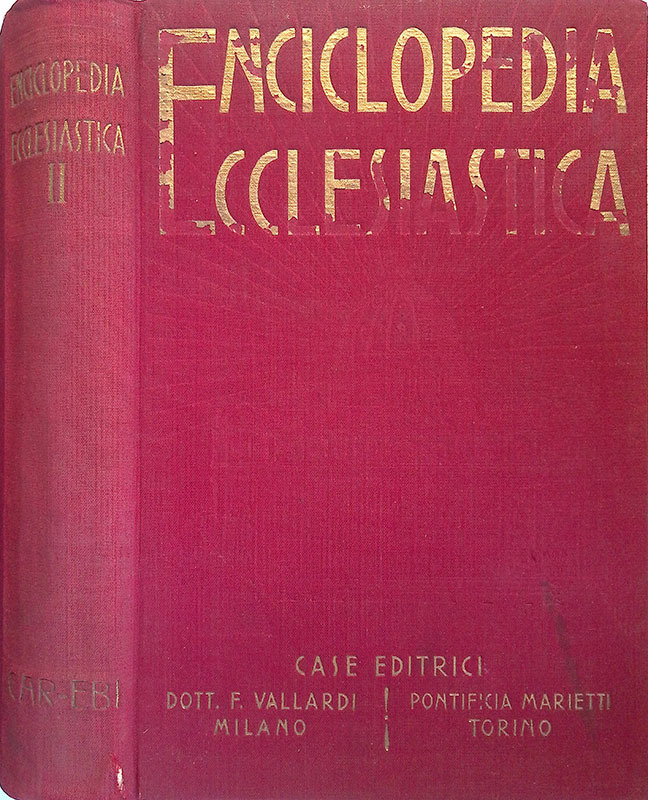 ENCICLOPEDIA
ECCLESIASTICA
II
CAR-EBI
ENCICLOPEDIA
ECCLESIASTICA
CASE EDITRICI
DOTT. F. VALLARDI
MILANO
PONTIFICIA MARIETTI
TORINO